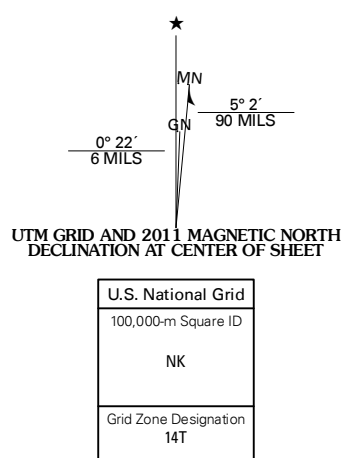 ★
MN
5° 2´
90 MILS
GN
0° 22´
6 MILS
UTM GRID AND 2011 MAGNETIC NORTH
DECLINATION AT CENTER OF SHEET
U.S. National Grid
100,000-m Square ID
NK
Grid Zone Designation
14T